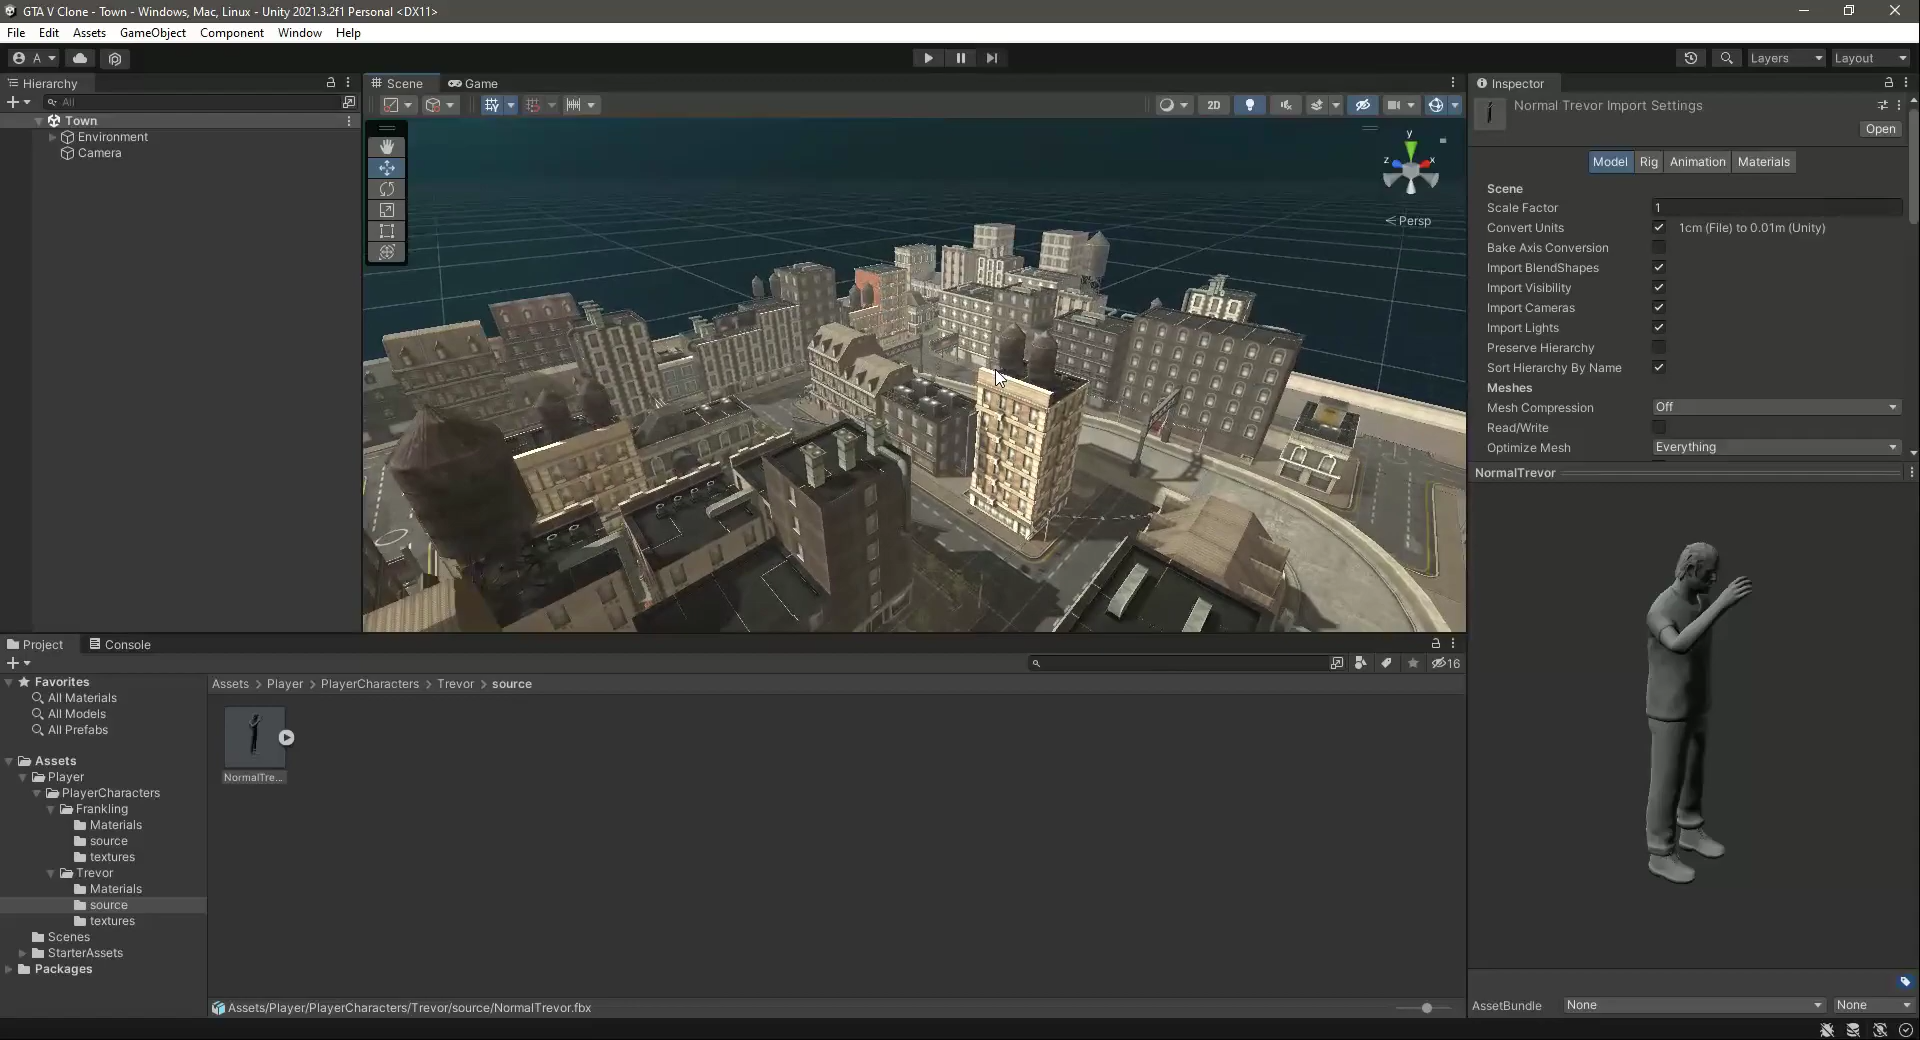 GTA V Clone - Town - Windows, Mac, Linux - Unity 2021.3.2f1 Personal <DX11>
File Edit Assets GameObject Component Window Help
A Layers Layout
Hierarchy
All
Town
Environment
Camera
Scene Game
2D
y
z x
Persp
Inspector
Normal Trevor Import Settings
Open
Model Rig Animation Materials
Scene
Scale Factor 1
Convert Units 1cm (File) to 0.01m (Unity)
Bake Axis Conversion
Import BlendShapes
Import Visibility
Import Cameras
Import Lights
Preserve Hierarchy
Sort Hierarchy By Name
Meshes
Mesh Compression Off
Read/Write
Optimize Mesh Everything
NormalTrevor
Project Console
16
Favorites
All Materials
All Models
All Prefabs
Assets
Player
PlayerCharacters
Frankling
Materials
source
textures
Trevor
Materials
source
textures
Scenes
StarterAssets
Packages
Assets > Player > PlayerCharacters > Trevor > source
NormalTre...
Assets/Player/PlayerCharacters/Trevor/source/NormalTrevor.fbx
AssetBundle None None